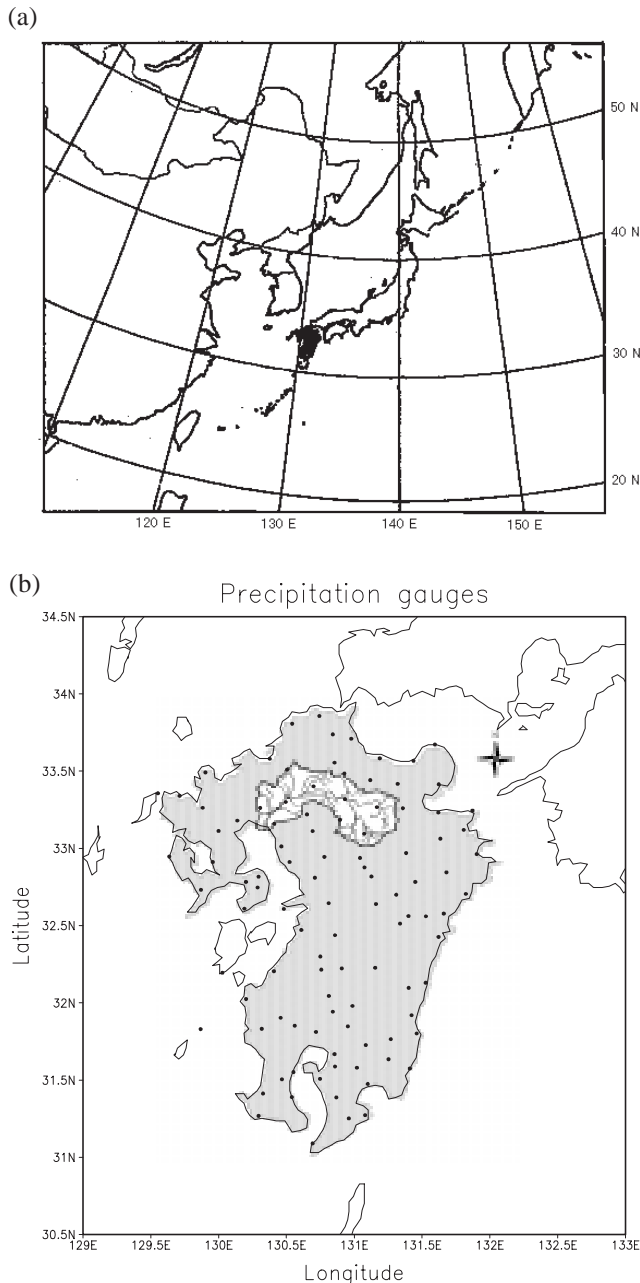 (a)
50 N
40 N
30 N
20 N
120 E
130 E
140 E
150 E
(b)
Precipitation gauges
34.5N
34N
33.5N
33N
32.5N
32N
31.5N
31N
30.5N
Latitude
129E
129.5E
130E
130.5E
131E
131.5E
132E
132.5E
133E
Longitude